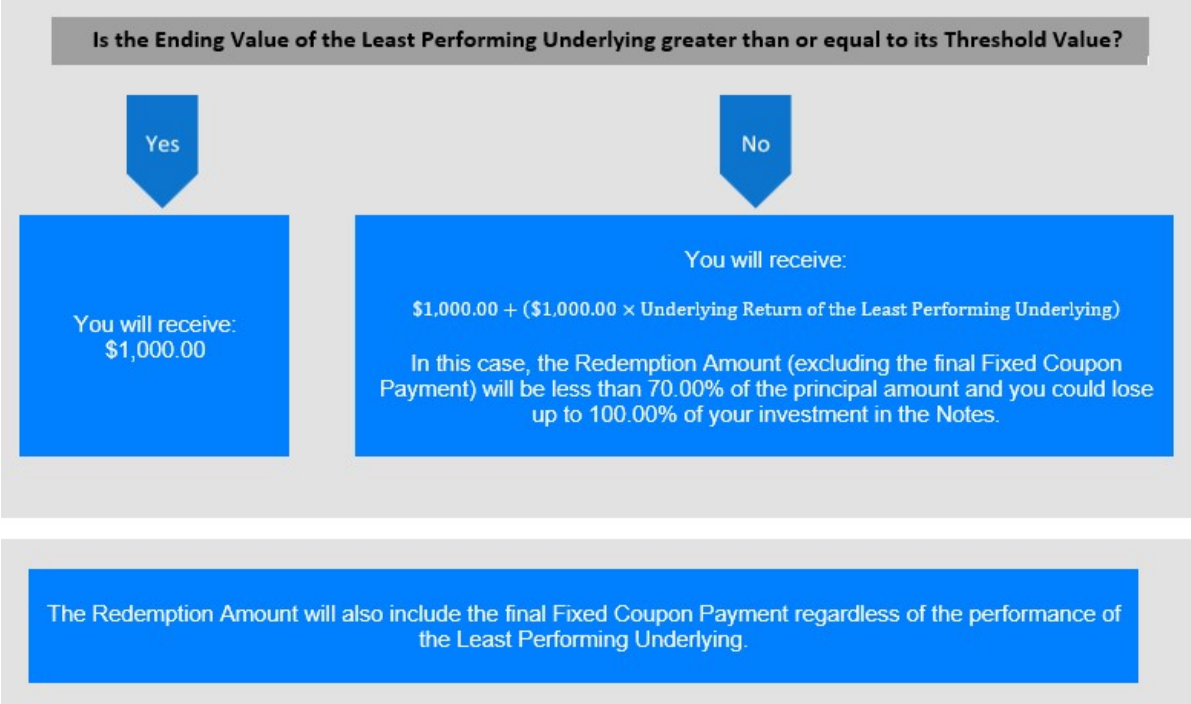 Is the Ending Value of the Least Performing Underlying greater than or equal to its Threshold Value?
Yes
No
You will receive:
$1,000.00
You will receive:
$1,000.00 + ($1,000.00 × Underlying Return of the Least Performing Underlying)
In this case, the Redemption Amount (excluding the final Fixed Coupon
Payment) will be less than 70.00% of the principal amount and you could lose
up to 100.00% of your investment in the Notes.
The Redemption Amount will also include the final Fixed Coupon Payment regardless of the performance of
the Least Performing Underlying.